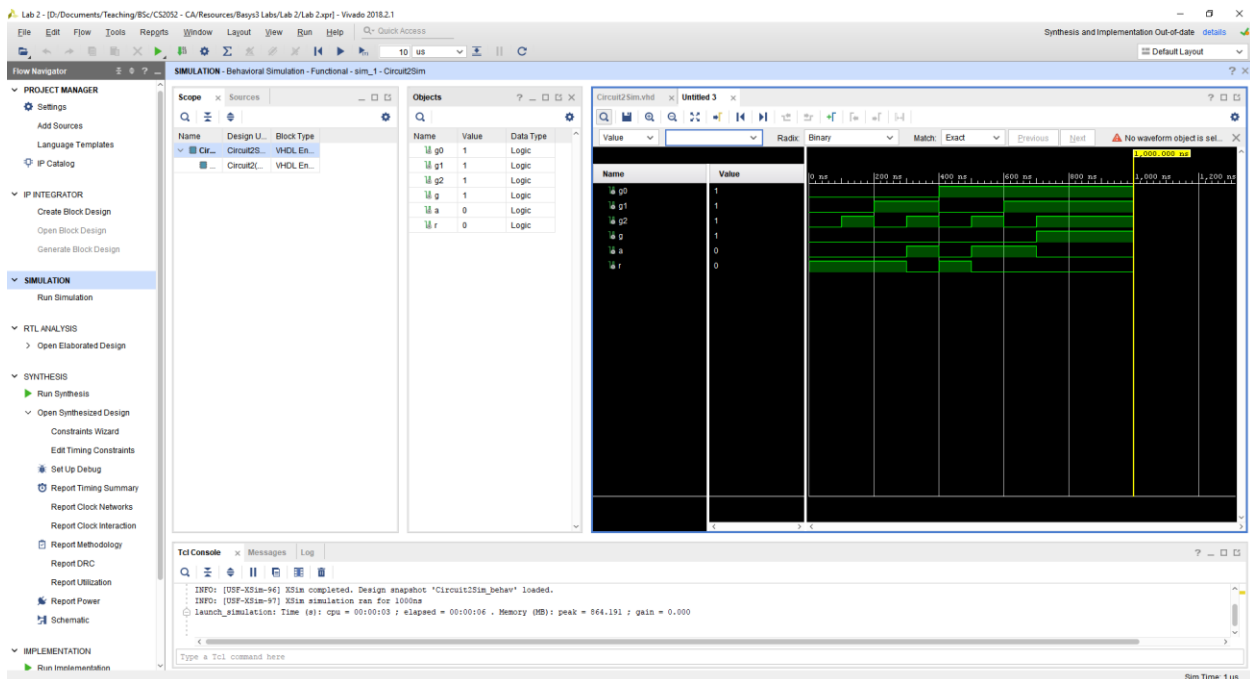 Lab 2 - [D:/Documents/Teaching/BSc/CS2052 - CA/Resources/Basys3 Labs/Lab 2/Lab 2.xpr] - Vivado 2018.2.1
File Edit Flow Tools Reports Window Layout View Run Help Quick Access
Synthesis and Implementation Out-of-date details
10 us
Default Layout
Flow Navigator
SIMULATION - Behavioral Simulation - Functional - sim_1 - Circuit2Sim
PROJECT MANAGER
Settings
Add Sources
Language Templates
IP Catalog
IP INTEGRATOR
Create Block Design
Open Block Design
Generate Block Design
SIMULATION
Run Simulation
RTL ANALYSIS
Open Elaborated Design
SYNTHESIS
Run Synthesis
Open Synthesized Design
Constraints Wizard
Edit Timing Constraints
Set Up Debug
Report Timing Summary
Report Clock Networks
Report Clock Interaction
Report Methodology
Report DRC
Report Utilization
Report Power
Schematic
IMPLEMENTATION
Run Implementation
Scope Sources
Name Design U... Block Type
Cir... Circuit2S... VHDL En...
... Circuit2(... VHDL En...
Objects
Name Value Data Type
g0 1 Logic
g1 1 Logic
g2 1 Logic
g 1 Logic
a 0 Logic
r 0 Logic
Circuit2Sim.vhd Untitled 3
Value Radix: Binary Match: Exact Previous Next No waveform object is sel...
1,000.000 ns
Name Value
0 ns 200 ns 400 ns 600 ns 800 ns 1,000 ns 1,200 ns
g0 1
g1 1
g2 1
g 1
a 0
r 0
Tcl Console Messages Log
INFO: [USF-XSim-96] XSim completed. Design snapshot 'Circuit2Sim_behav' loaded.
INFO: [USF-XSim-97] XSim simulation ran for 1000ns
launch_simulation: Time (s): cpu = 00:00:03 ; elapsed = 00:00:06 . Memory (MB): peak = 864.191 ; gain = 0.000
Type a Tcl command here
Sim Time: 1 us